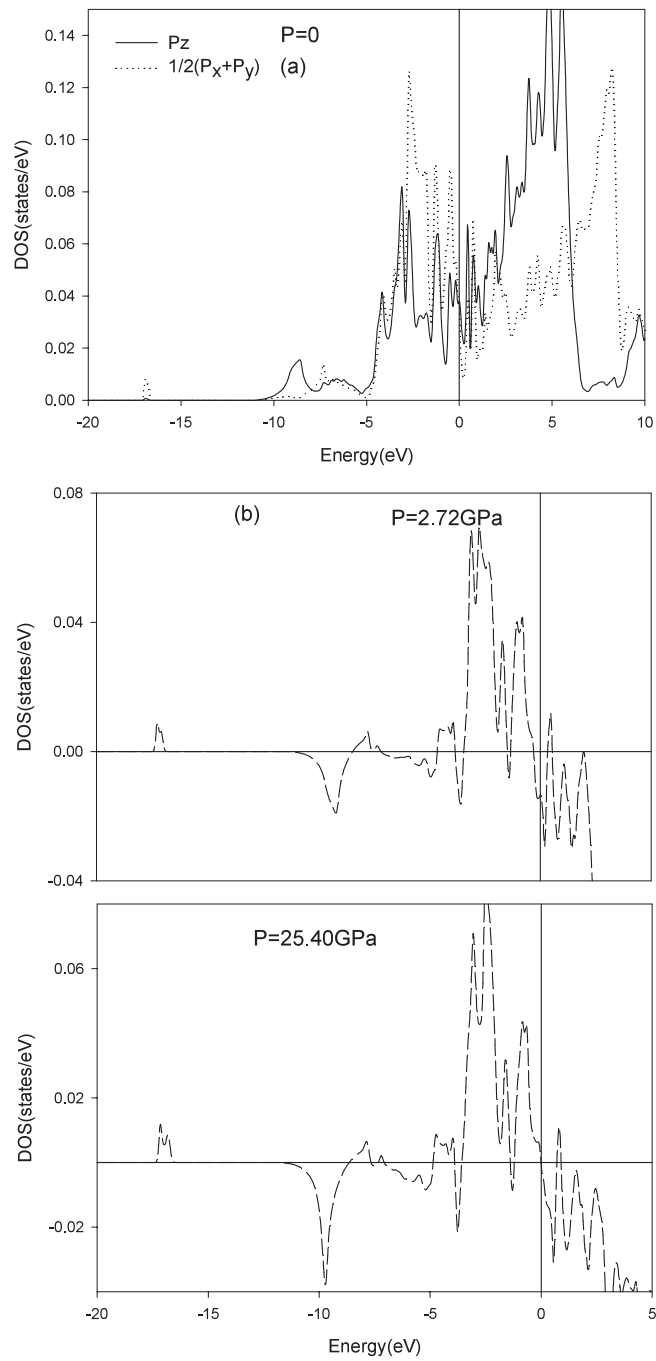 P=0
Pz
1/2(Px+Py)
(a)
0.14
0.12
0.10
0.08
0.06
0.04
0.02
0.00
DOS(states/eV)
-20 -15 -10 -5 0 5 10
Energy(eV)
(b)
P=2.72GPa
0.08
0.04
0.00
-0.04
DOS(states/eV)
P=25.40GPa
0.06
0.02
-0.02
DOS(states/eV)
-20 -15 -10 -5 0 5
Energy(eV)